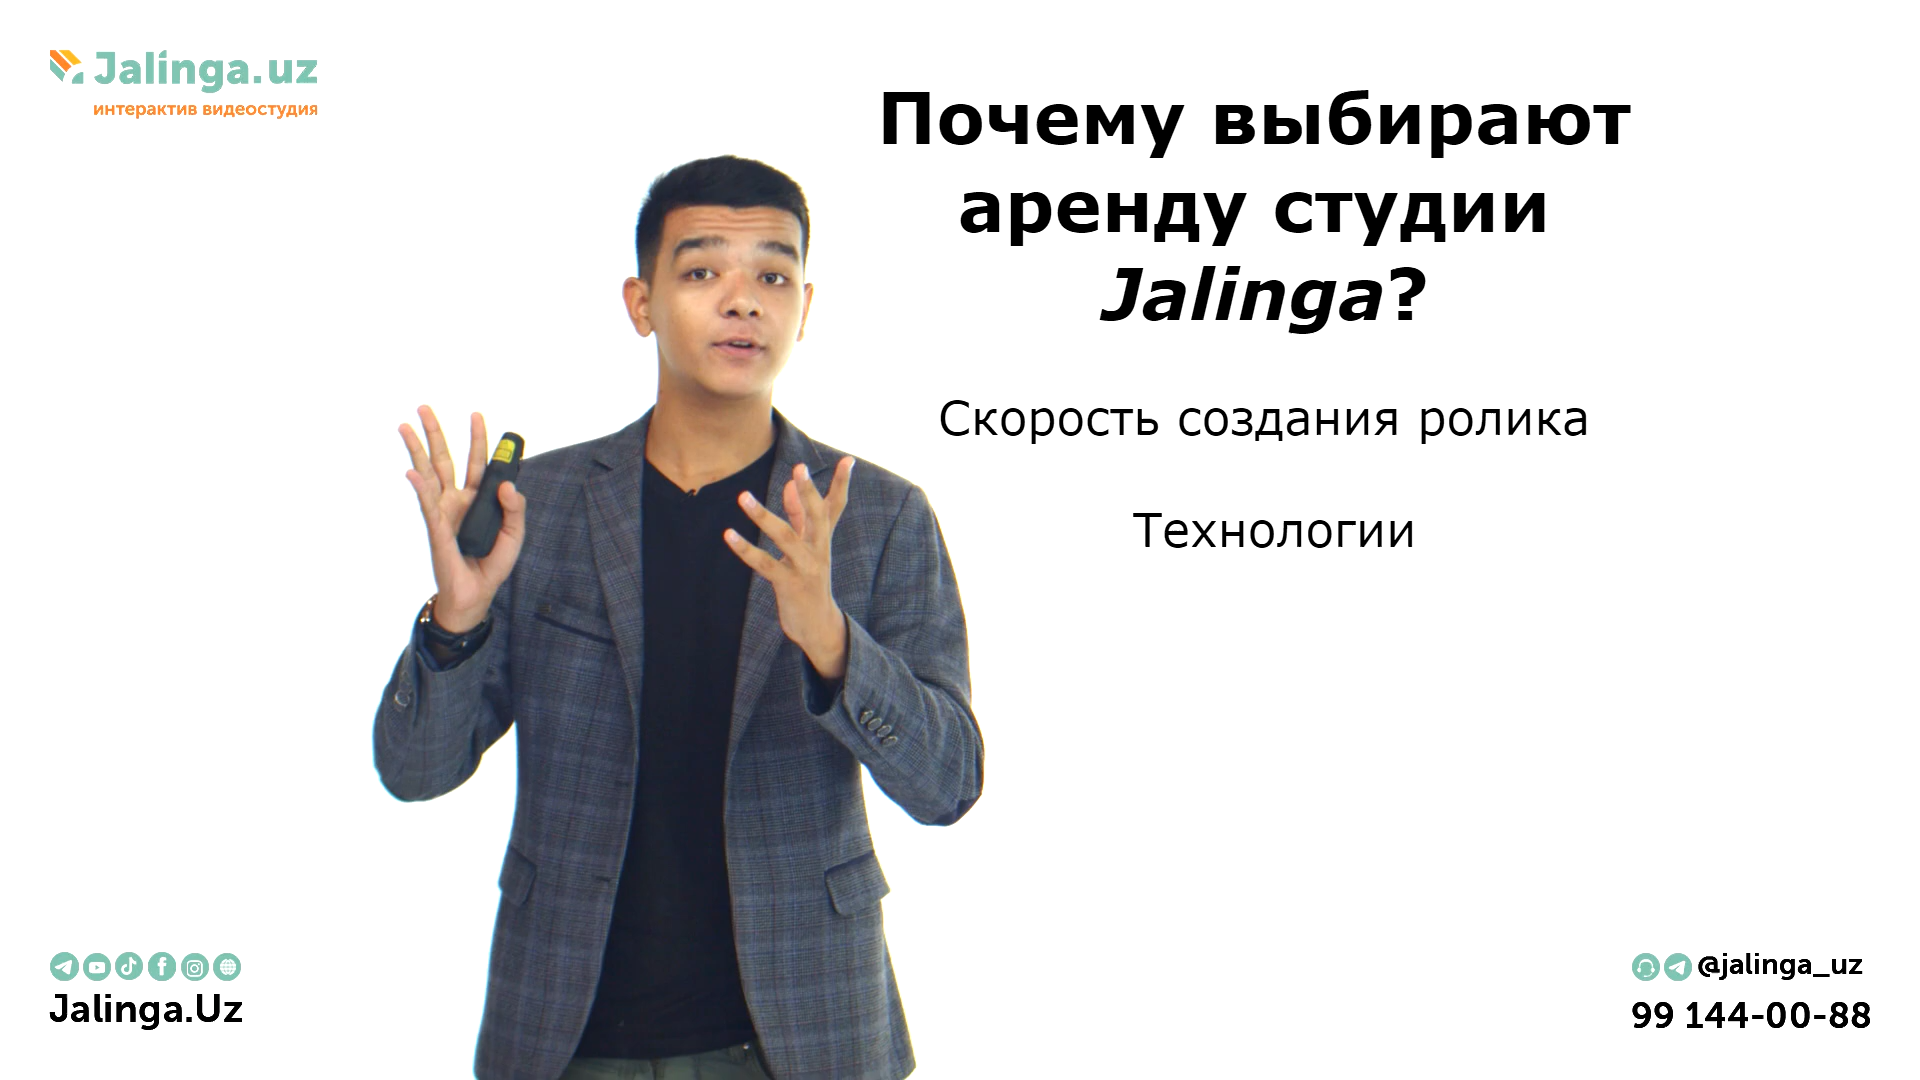 Jalinga.uz
интерактив видеостудия
Почему выбирают
аренду студии
Jalinga?
Скорость создания ролика
Технологии
Jalinga.Uz
@jalinga_uz
99 144-00-88